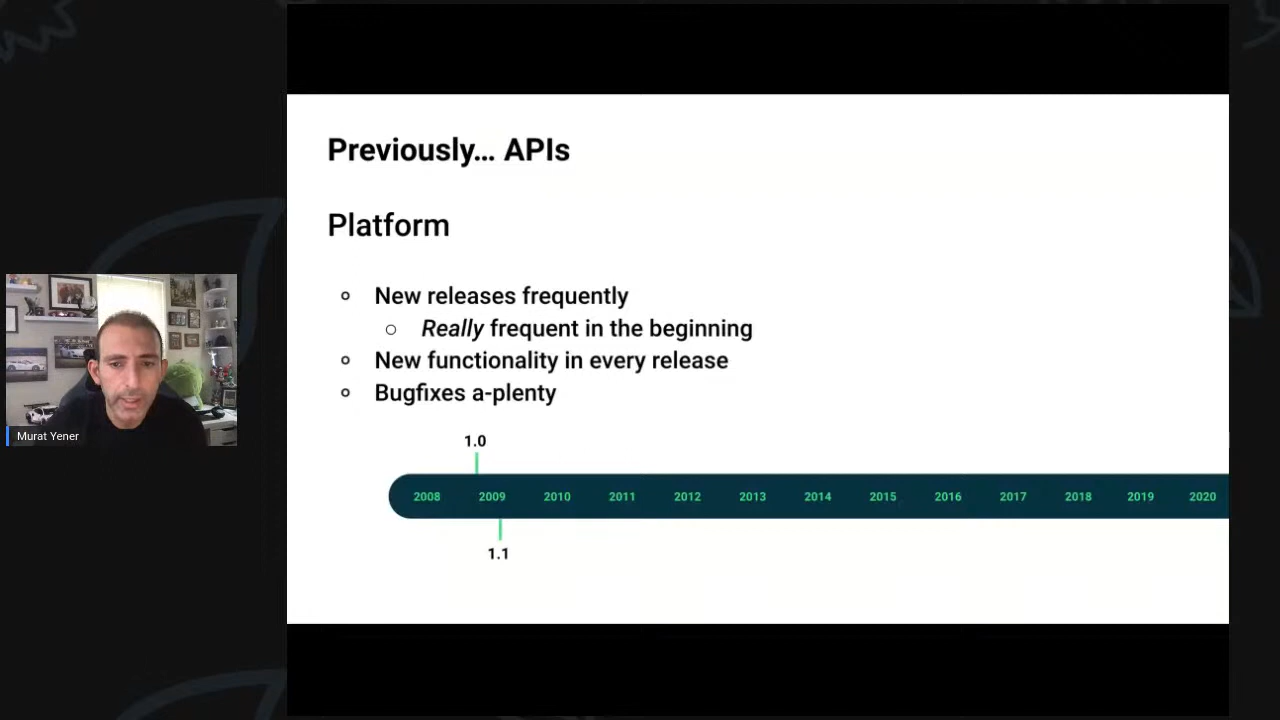 Previously... APIs
Platform
New releases frequently
Really frequent in the beginning
New functionality in every release
Bugfixes a-plenty
Murat Yener
1.0
2008 2009 2010 2011 2012 2013 2014 2015 2016 2017 2018 2019 2020
1.1